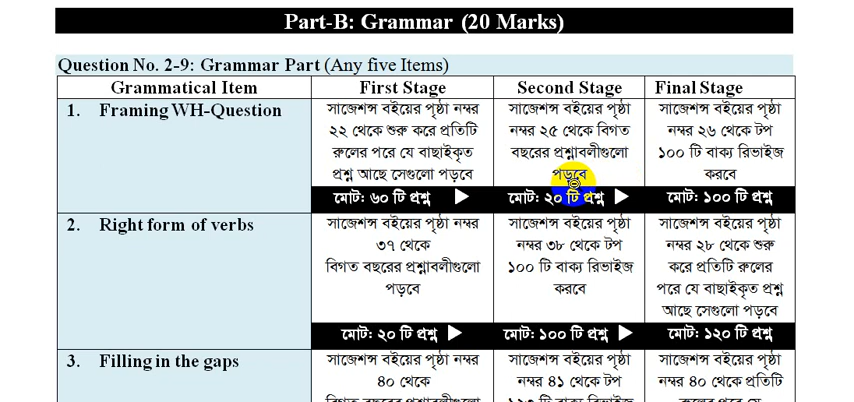 Part-B: Grammar (20 Marks)
Question No. 2-9: Grammar Part (Any five Items)
Grammatical Item
First Stage
Second Stage
Final Stage
1. Framing WH-Question
সাজেশন্স বইয়ের পৃষ্ঠা নম্বর
২২ থেকে শুরু করে প্রতিটি
রুলের পরে যে বাছাইকৃত
প্রশ্ন আছে সেগুলো পড়বে
মোট: ৬০ টি প্রশ্ন
সাজেশন্স বইয়ের পৃষ্ঠা
নম্বর ২৫ থেকে বিগত
বছরের প্রশ্নাবলীগুলো
পড়বে
মোট: ২০ টি প্রশ্ন
সাজেশন্স বইয়ের পৃষ্ঠা
নম্বর ২৬ থেকে টপ
১০০ টি বাক্য রিভাইজ
করবে
মোট: ১০০ টি প্রশ্ন
2. Right form of verbs
সাজেশন্স বইয়ের পৃষ্ঠা নম্বর
৩৭ থেকে
বিগত বছরের প্রশ্নাবলীগুলো
পড়বে
মোট: ২০ টি প্রশ্ন
সাজেশন্স বইয়ের পৃষ্ঠা
নম্বর ৩৮ থেকে টপ
১০০ টি বাক্য রিভাইজ
করবে
মোট: ১০০ টি প্রশ্ন
সাজেশন্স বইয়ের পৃষ্ঠা
নম্বর ২৮ থেকে শুরু
করে প্রতিটি রুলের
পরে যে বাছাইকৃত প্রশ্ন
আছে সেগুলো পড়বে
মোট: ১২০ টি প্রশ্ন
3. Filling in the gaps
সাজেশন্স বইয়ের পৃষ্ঠা নম্বর
৪০ থেকে
বিগত বছরের প্রশ্নাবলীগুলো
সাজেশন্স বইয়ের পৃষ্ঠা
নম্বর ৪১ থেকে টপ
সাজেশন্স বইয়ের পৃষ্ঠা
নম্বর ৪০ থেকে প্রতিটি
রুলের পরে যে